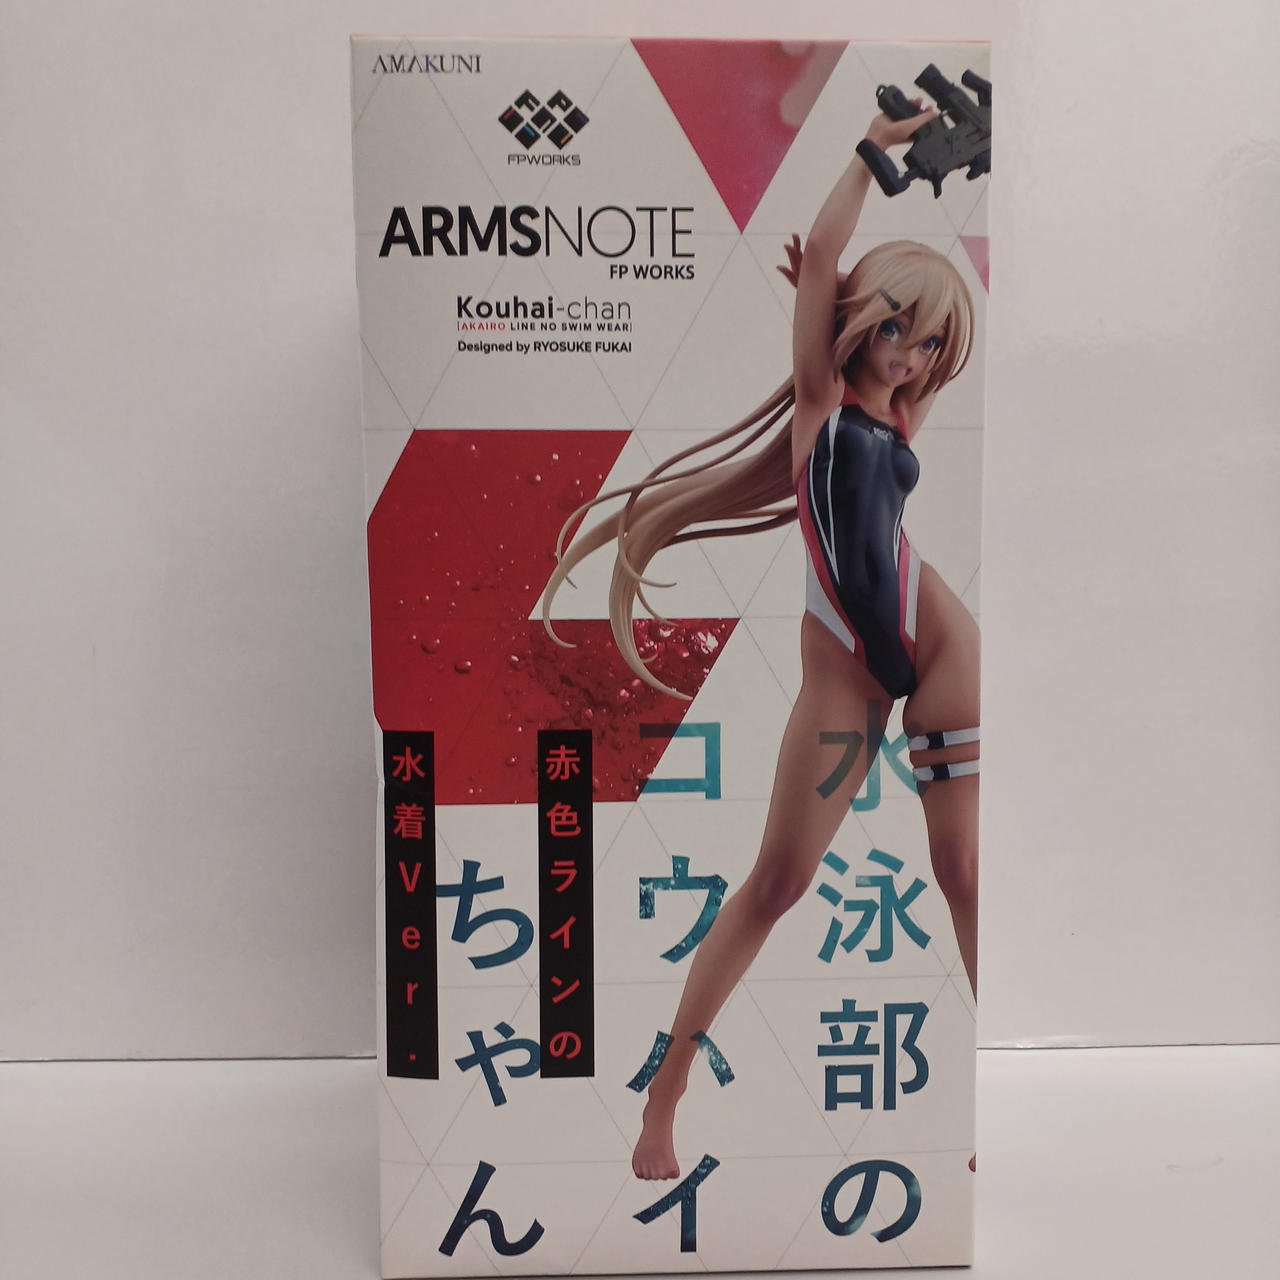 AMAKUNI
FPWORKS
ARMSNOTE
FP WORKS
Kouhai-chan
[AKAIRO LINE NO SWIM WEAR]
Designed by RYOSUKE FUKAI
水泳部の
コウハイ
ちゃん
赤色ラインの
水着Ver.